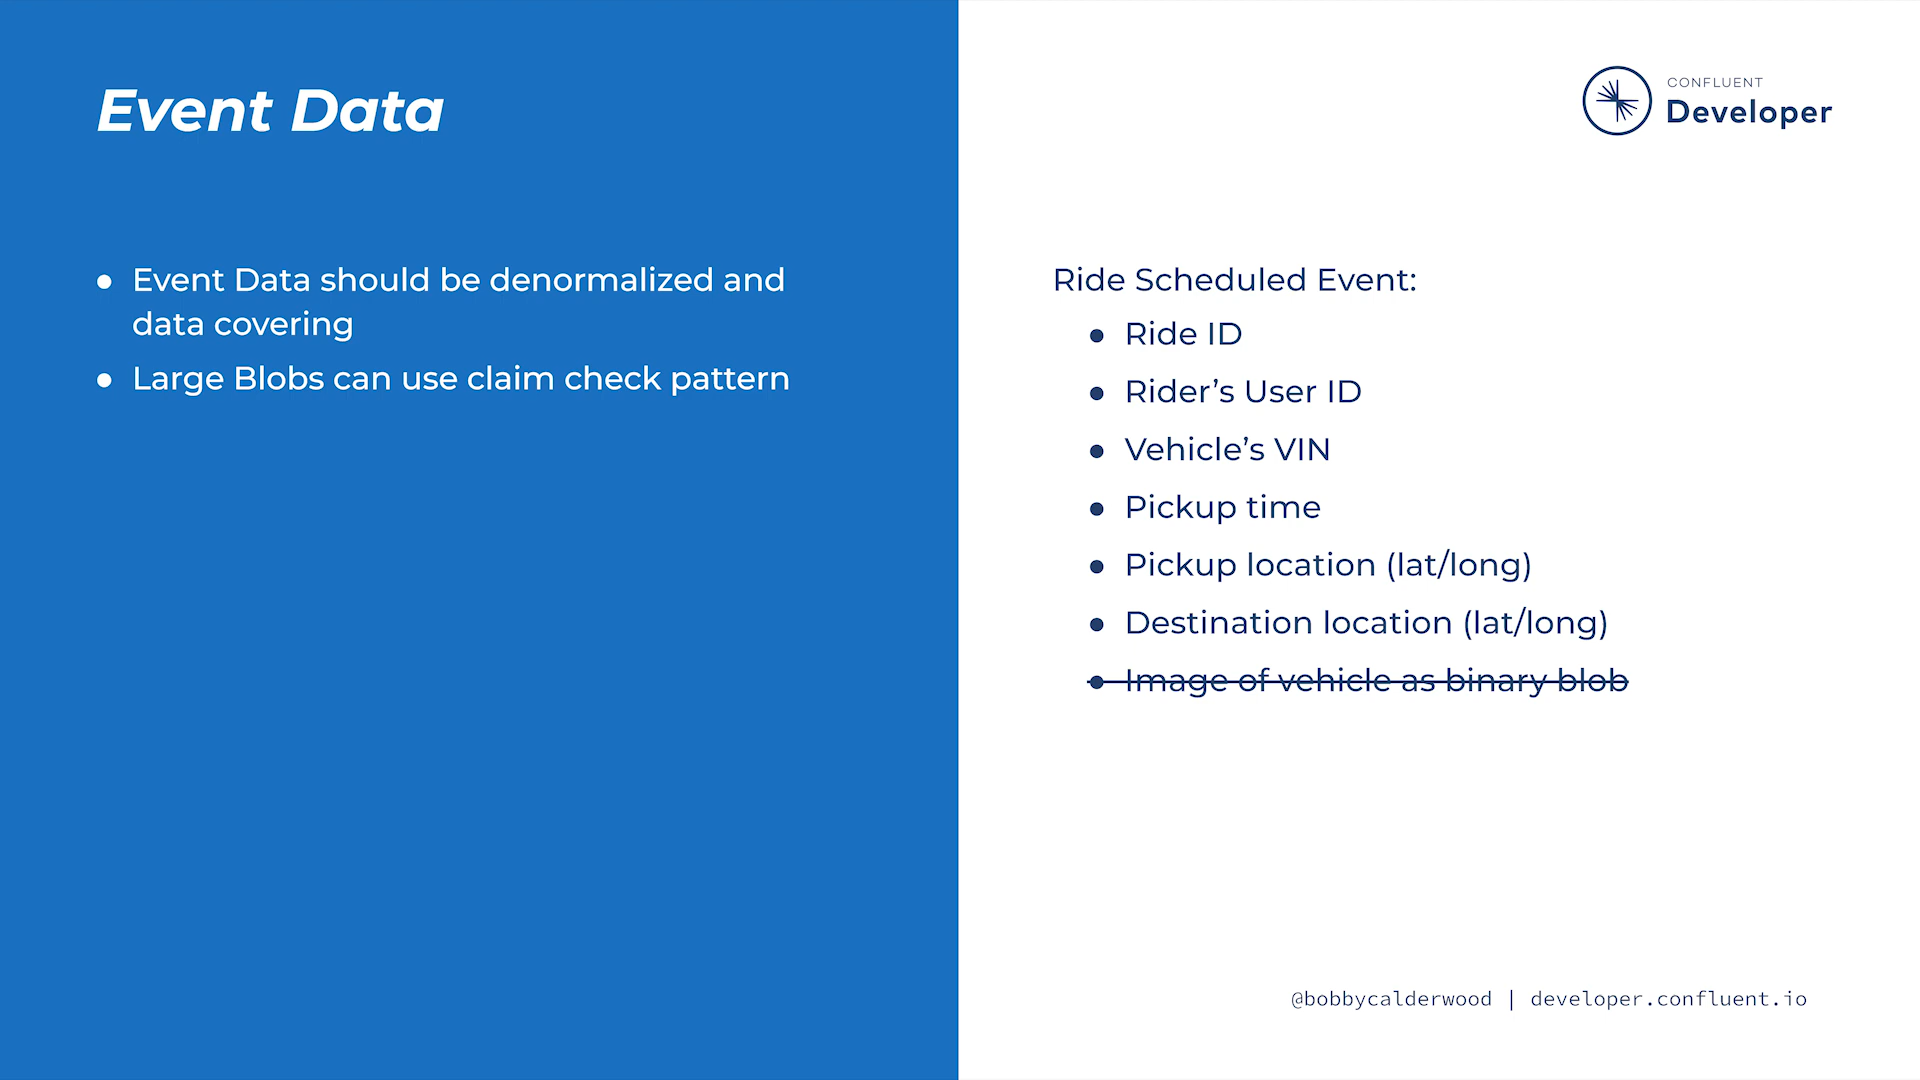 Event Data
● Event Data should be denormalized and
data covering
● Large Blobs can use claim check pattern
CONFLUENT
Developer
Ride Scheduled Event:
● Ride ID
● Rider’s User ID
● Vehicle’s VIN
● Pickup time
● Pickup location (lat/long)
● Destination location (lat/long)
● Image of vehicle as binary blob
@bobbycalderwood | developer.confluent.io